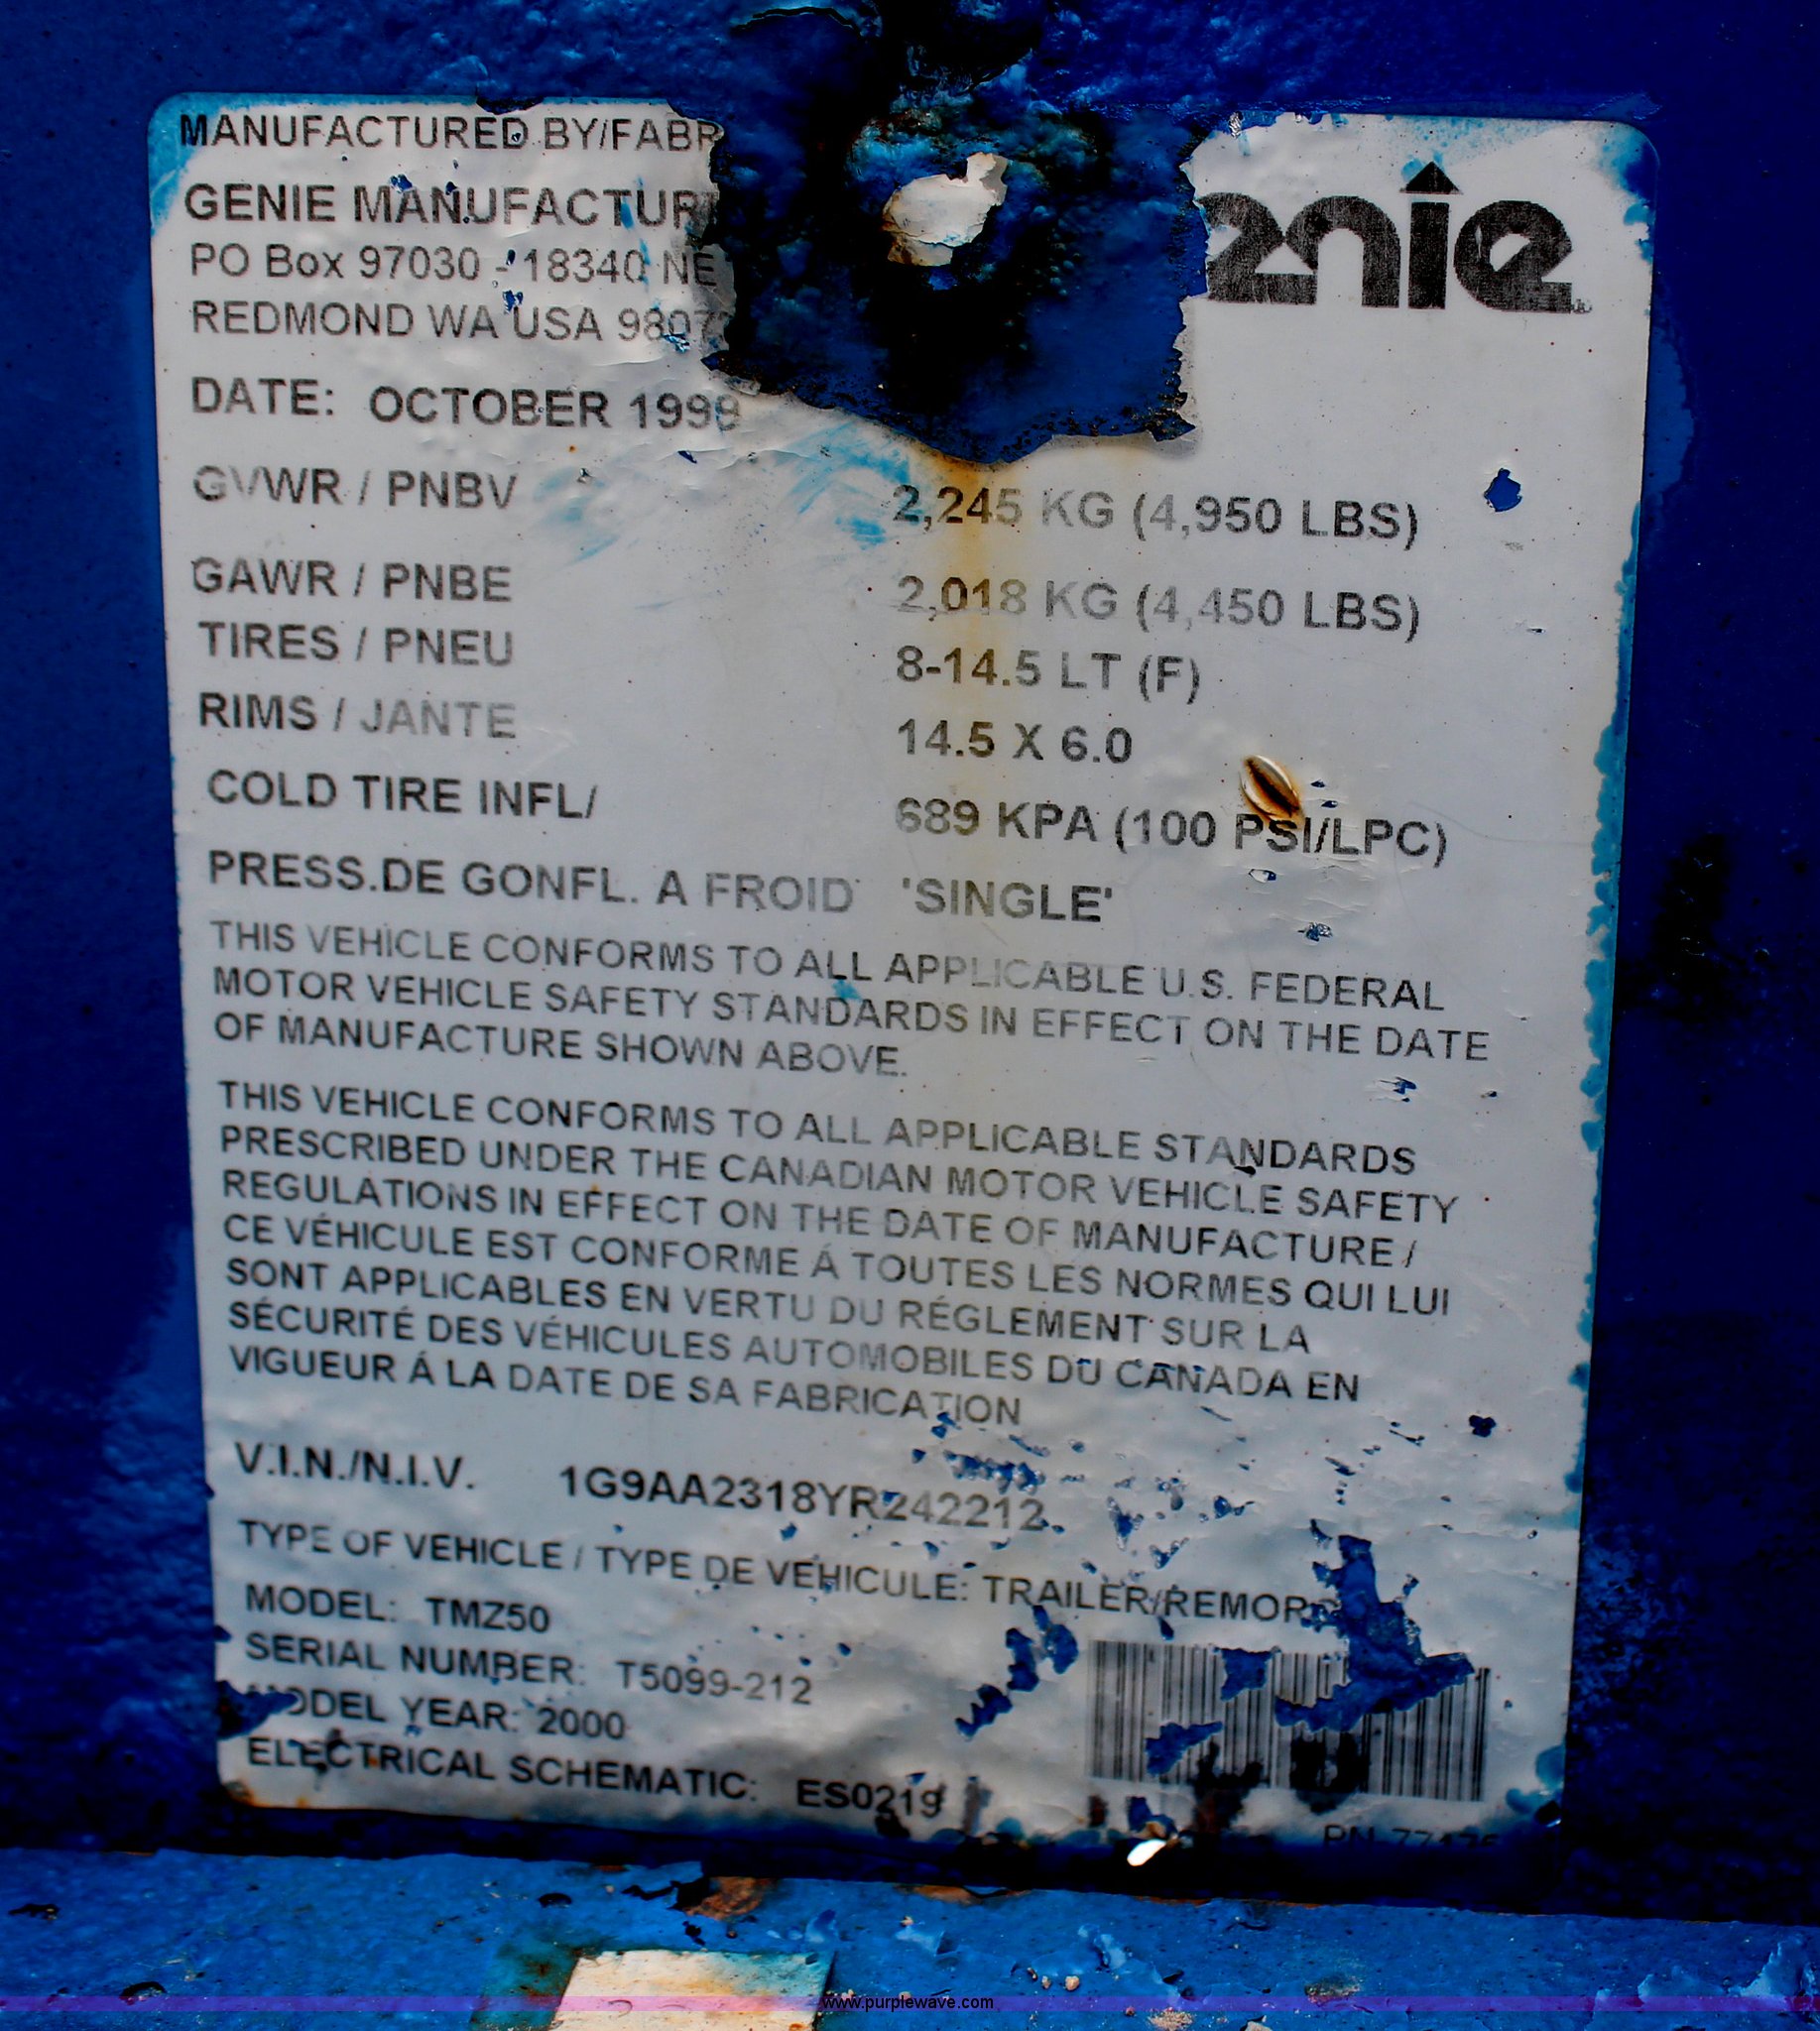 MANUFACTURED BY/FABR
GENIE MANUFACTUR
PO Box 97030 - 18340 NE
REDMOND WA USA 9807
enie
DATE: OCTOBER 1999
GVWR / PNBV 2,245 KG (4,950 LBS)
GAWR / PNBE 2,018 KG (4,450 LBS)
TIRES / PNEU 8-14.5 LT (F)
RIMS / JANTE 14.5 X 6.0
COLD TIRE INFL/ 689 KPA (100 PSI/LPC)
PRESS.DE GONFL. A FROID 'SINGLE'
THIS VEHICLE CONFORMS TO ALL APPLICABLE U.S. FEDERAL
MOTOR VEHICLE SAFETY STANDARDS IN EFFECT ON THE DATE
OF MANUFACTURE SHOWN ABOVE.
THIS VEHICLE CONFORMS TO ALL APPLICABLE STANDARDS
PRESCRIBED UNDER THE CANADIAN MOTOR VEHICLE SAFETY
REGULATIONS IN EFFECT ON THE DATE OF MANUFACTURE /
CE VÉHICULE EST CONFORME Á TOUTES LES NORMES QUI LUI
SONT APPLICABLES EN VERTU DU RÉGLEMENT SUR LA
SÉCURITÉ DES VÉHICULES AUTOMOBILES DU CANADA EN
VIGUEUR Á LA DATE DE SA FABRICATION
V.I.N./N.I.V. 1G9AA2318YR242212
TYPE OF VEHICLE / TYPE DE VEHICULE: TRAILER/REMOR
MODEL: TMZ50
SERIAL NUMBER: T5099-212
MODEL YEAR: 2000
ELECTRICAL SCHEMATIC: ES0219
PN
www.purplewave.com